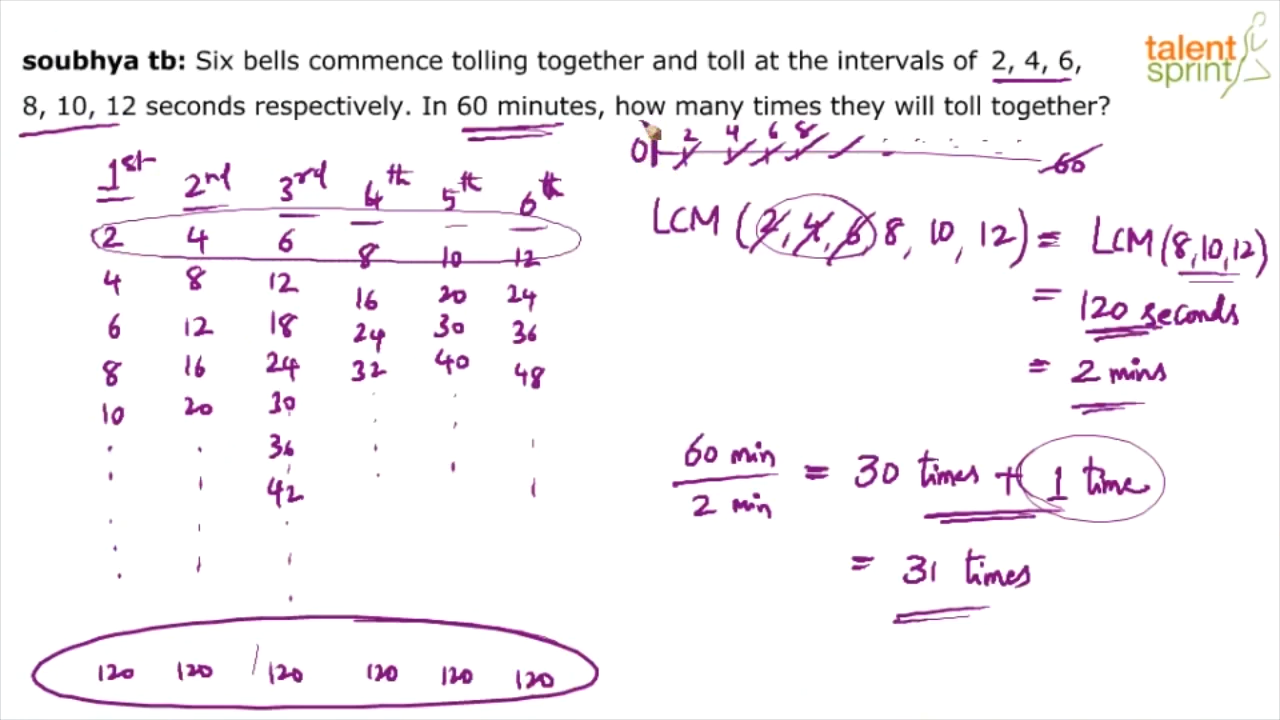 talent
sprint
soubhya tb: Six bells commence tolling together and toll at the intervals of 2, 4, 6,
8, 10, 12 seconds respectively. In 60 minutes, how many times they will toll together?
0 2 4 6 8 60
1st 2nd 3rd 4th 5th 6th
2 4 6 8 10 12
4 8 12 16 20 24
6 12 18 24 30 36
8 16 24 32 40 48
10 20 30
36
42
120 120 120 120 120 120
LCM (2, 4, 6, 8, 10, 12) = LCM (8, 10, 12)
= 120 seconds
= 2 mins
60 min
2 min
= 30 times + 1 time
= 31 times